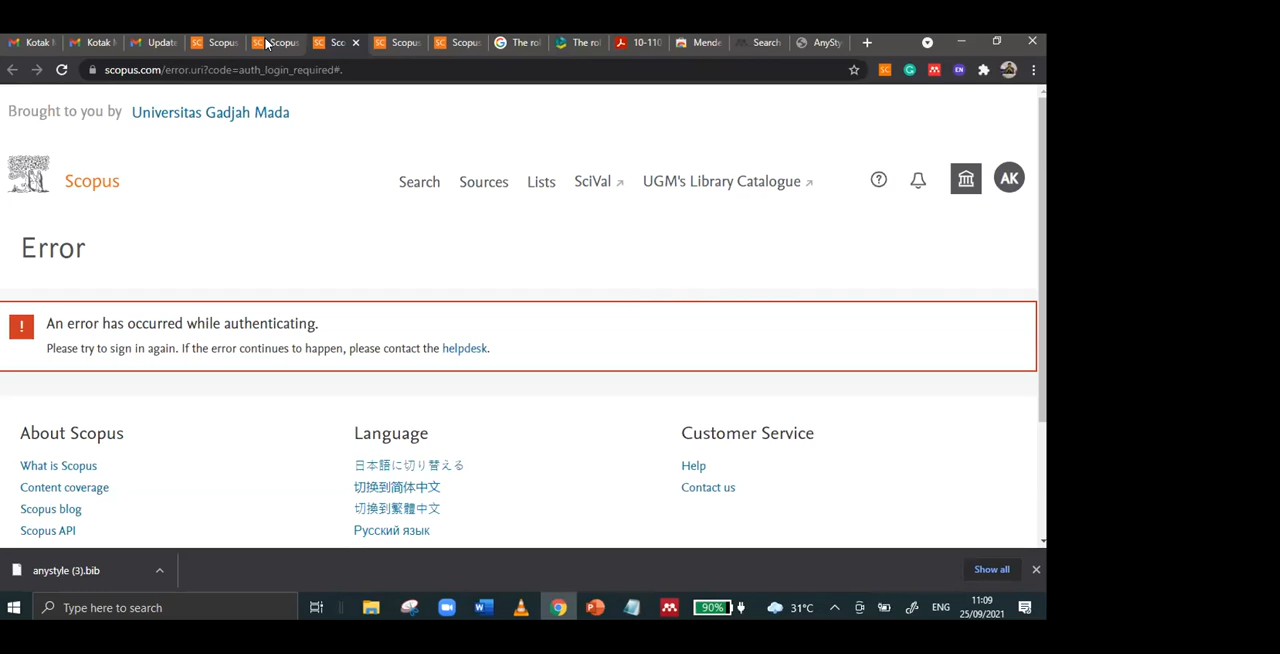 Kotak
Kotak
Update
Scopus
Scopus
Sco
Scopus
Scopus
The rol
The rol
10-110
Mende
Search
AnySty
scopus.com/error.uri?code=auth_login_required#.
Brought to you by Universitas Gadjah Mada
Scopus
Search
Sources
Lists
SciVal
UGM's Library Catalogue
AK
Error
An error has occurred while authenticating.
Please try to sign in again. If the error continues to happen, please contact the helpdesk.
About Scopus
Language
Customer Service
What is Scopus
日本語に切り替える
Help
Content coverage
切换到简体中文
Contact us
Scopus blog
切換到繁體中文
Scopus API
Русский язык
anystyle (3).bib
Show all
Type here to search
90%
31°C
ENG
11:09
25/09/2021